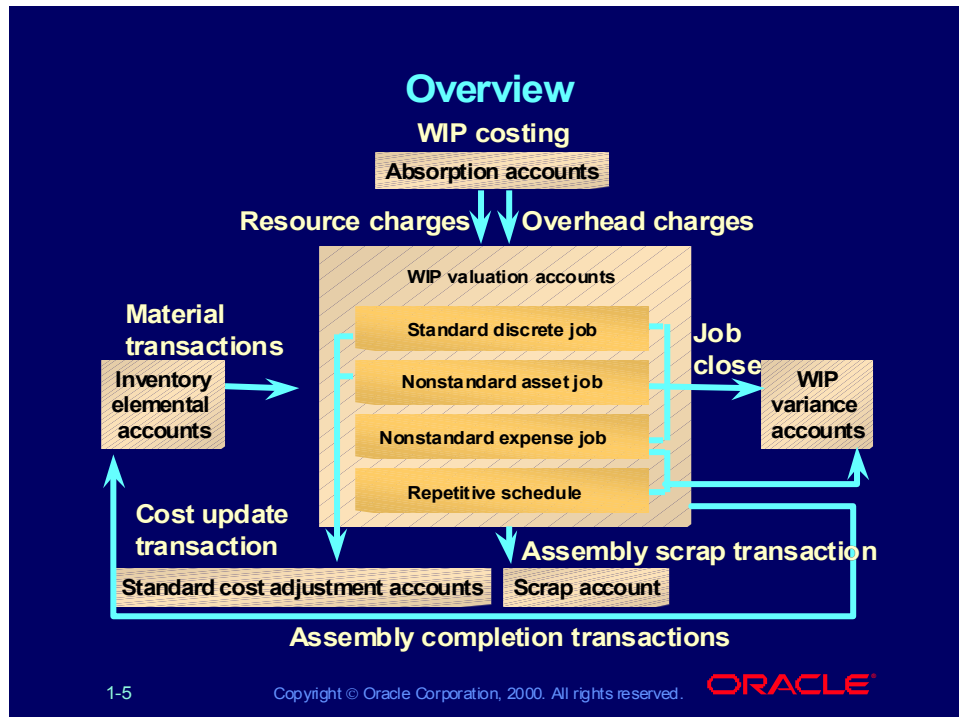 Overview
WIP costing
Absorption accounts
Resource charges
Overhead charges
WIP valuation accounts
Material
transactions
Standard discrete job
Job
close
Inventory
elemental
accounts
Nonstandard asset job
WIP
variance
accounts
Nonstandard expense job
Repetitive schedule
Cost update
transaction
Assembly scrap transaction
Standard cost adjustment accounts
Scrap account
Assembly completion transactions
1-5
Copyright © Oracle Corporation, 2000. All rights reserved.
ORACLE®